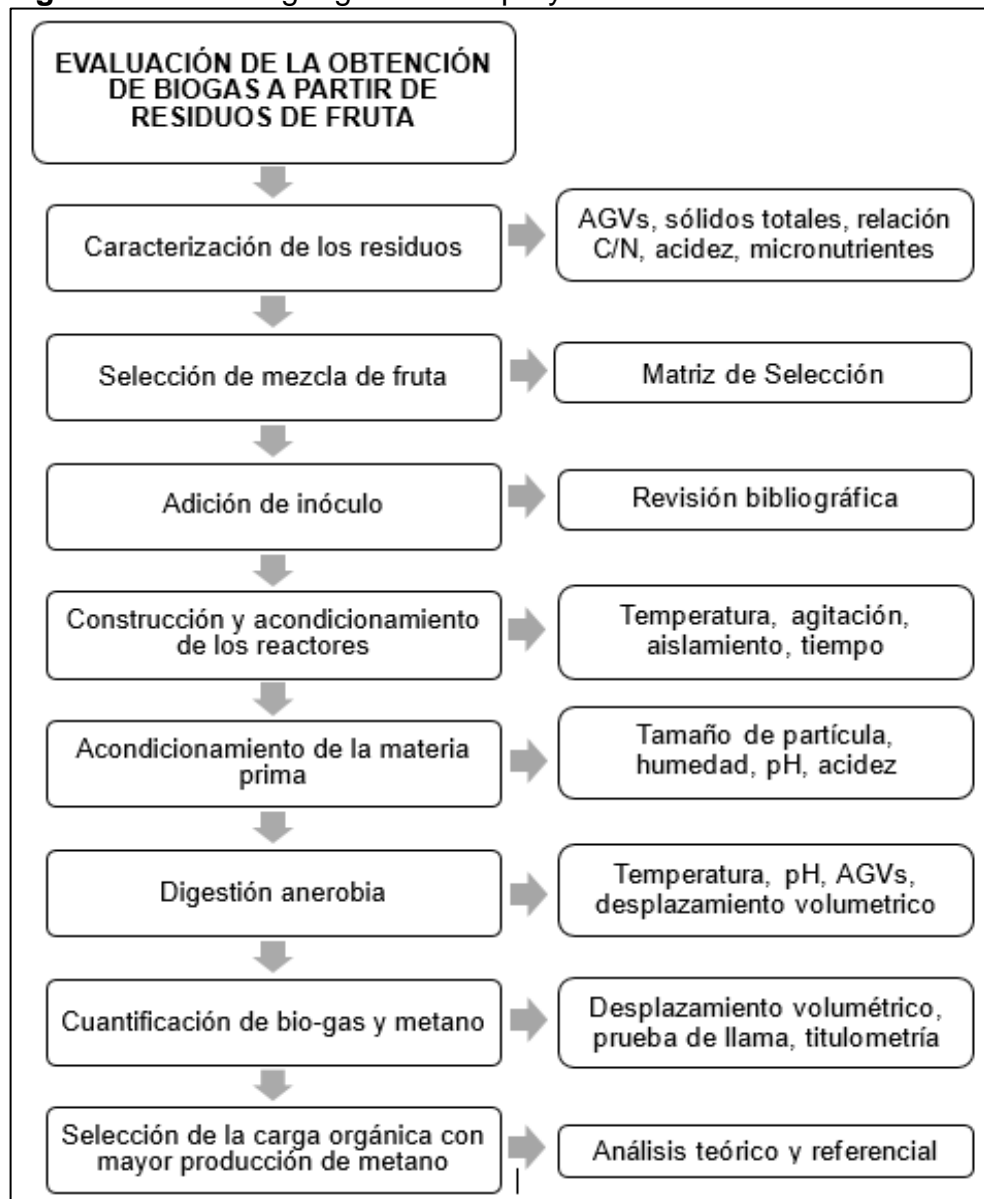 EVALUACIÓN DE LA OBTENCIÓN
DE BIOGAS A PARTIR DE
RESIDUOS DE FRUTA
Caracterización de los residuos
AGVs, sólidos totales, relación
C/N, acidez, micronutrientes
Selección de mezcla de fruta
Matriz de Selección
Adición de inóculo
Revisión bibliográfica
Construcción y acondicionamiento
de los reactores
Temperatura, agitación,
aislamiento, tiempo
Acondicionamiento de la materia
prima
Tamaño de partícula,
humedad, pH, acidez
Digestión anerobia
Temperatura, pH, AGVs,
desplazamiento volumetrico
Cuantificación de bio-gas y metano
Desplazamiento volumétrico,
prueba de llama, titulometría
Selección de la carga orgánica con
mayor producción de metano
Análisis teórico y referencial